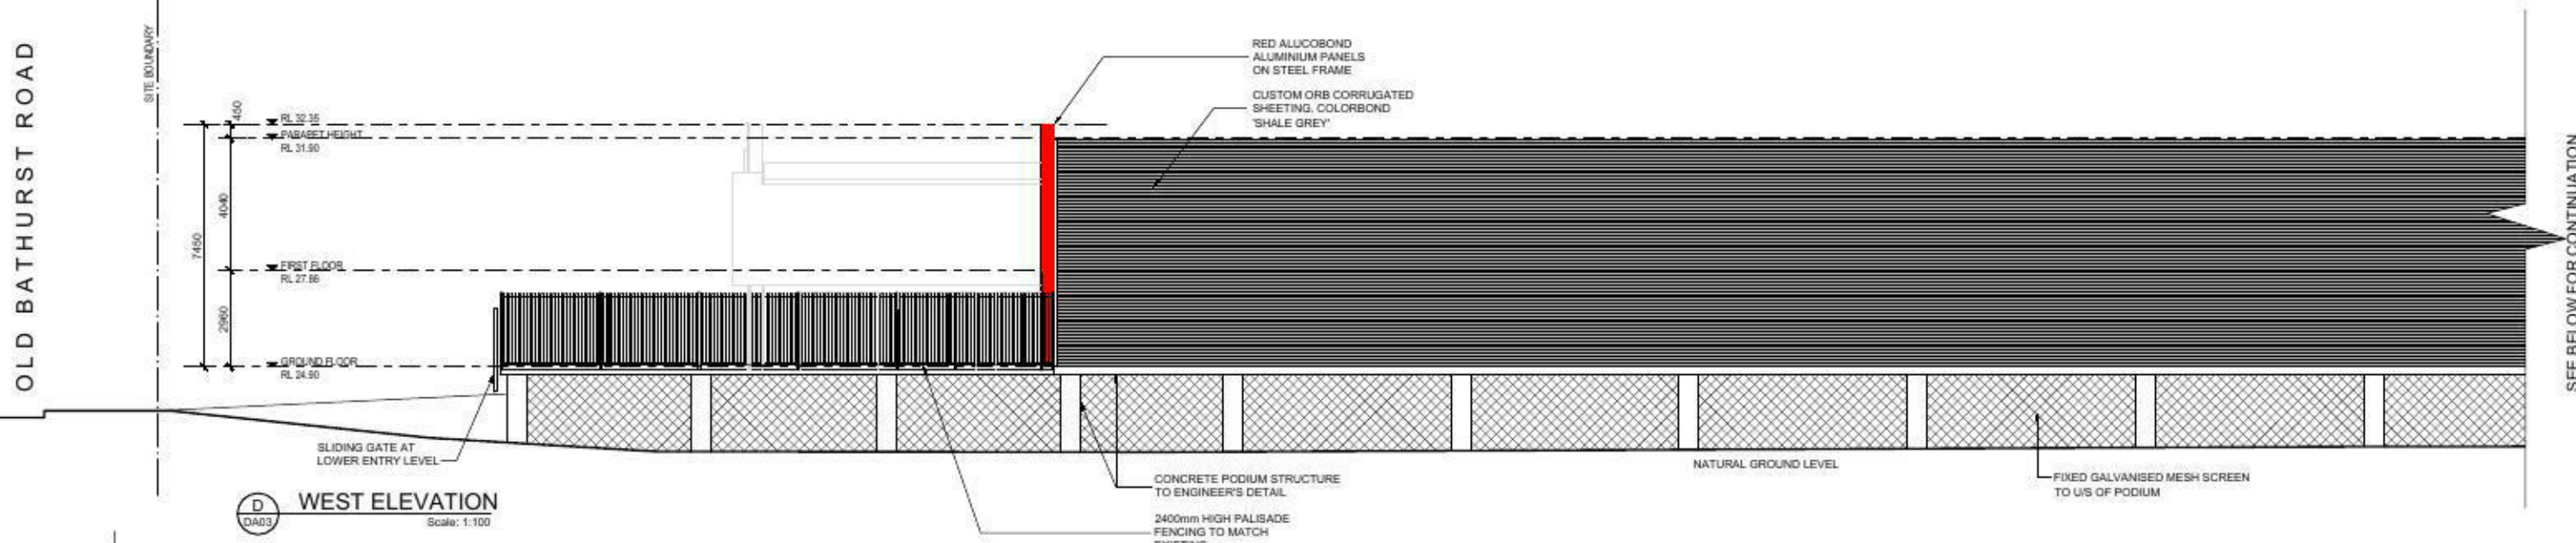 OLD BATHURST ROAD
SITE BOUNDARY
RED ALUCOBOND
ALUMINIUM PANELS
ON STEEL FRAME
CUSTOM ORB CORRUGATED
SHEETING. COLORBOND
'SHALE GREY'
450
RL 32.35
PARAPET HEIGHT
RL 31.90
4040
7450
FIRST FLOOR
RL 27.86
2960
GROUND FLOOR
RL 24.90
SLIDING GATE AT
LOWER ENTRY LEVEL
CONCRETE PODIUM STRUCTURE
TO ENGINEER'S DETAIL
2400mm HIGH PALISADE
FENCING TO MATCH
NATURAL GROUND LEVEL
FIXED GALVANISED MESH SCREEN
TO U/S OF PODIUM
SEE BELOW FOR CONTINUATION
D
DA03
WEST ELEVATION
Scale: 1:100